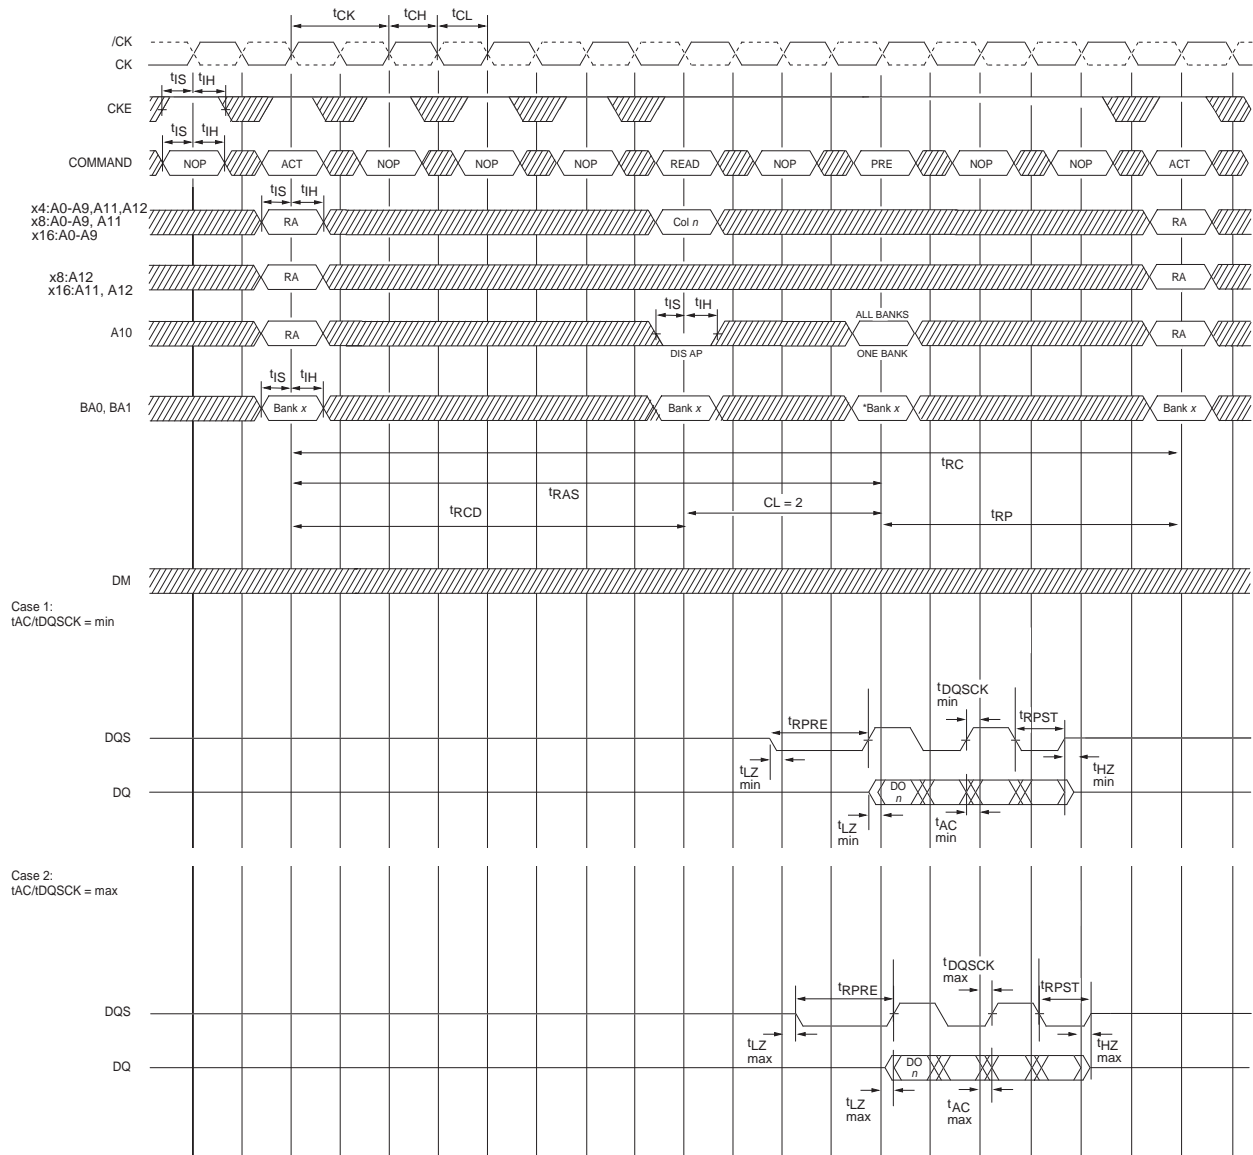 tCK tCH tCL
/CK
CK
tIS tIH
CKE
tIS tIH
COMMAND NOP ACT NOP NOP NOP READ NOP PRE NOP NOP ACT
tIS tIH
x4:A0-A9,A11,A12
x8:A0-A9, A11
x16:A0-A9
RA Col n RA
x8:A12
x16:A11, A12
RA RA
tIS tIH
ALL BANKS
A10 RA RA
DIS AP ONE BANK
tIS tIH
BA0, BA1 Bank x Bank x *Bank x Bank x
tRC
tRAS
CL = 2
tRCD
tRP
DM
Case 1:
tAC/tDQSCK = min
tDQSCK
min
tRPRE
tRPST
DQS
tLZ
min
tHZ
min
DQ
DO
n
tLZ
min
tAC
min
Case 2:
tAC/tDQSCK = max
tDQSCK
max
tRPRE
tRPST
DQS
tLZ
max
tHZ
max
DQ
DO
n
tLZ
max
tAC
max